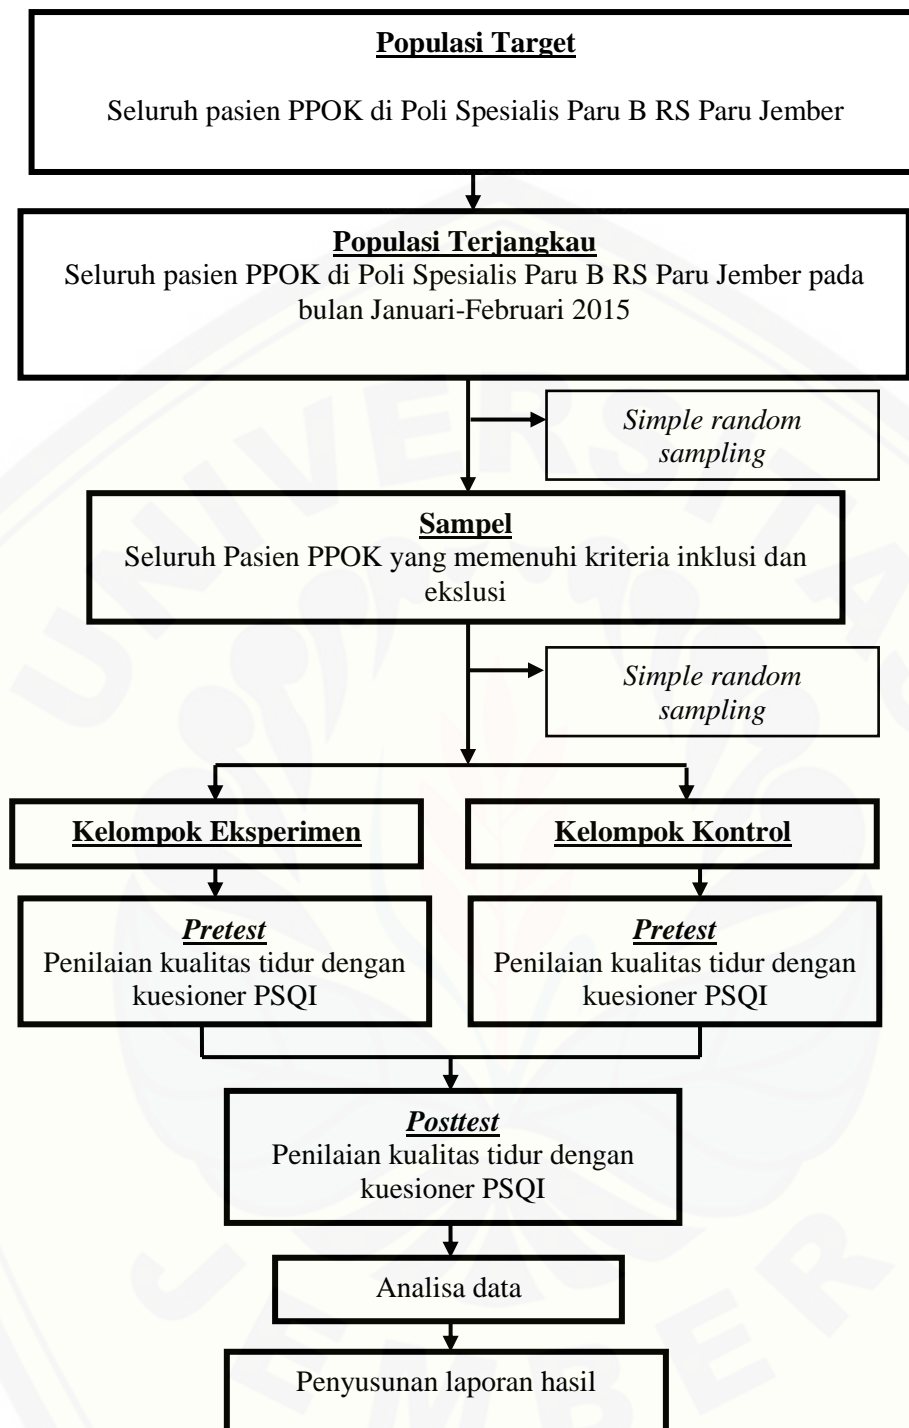 Populasi Target
Seluruh pasien PPOK di Poli Spesialis Paru B RS Paru Jember
Populasi Terjangkau
Seluruh pasien PPOK di Poli Spesialis Paru B RS Paru Jember pada
bulan Januari-Februari 2015
Simple random
sampling
Sampel
Seluruh Pasien PPOK yang memenuhi kriteria inklusi dan
ekslusi
Simple random
sampling
Kelompok Eksperimen
Kelompok Kontrol
Pretest
Penilaian kualitas tidur dengan
kuesioner PSQI
Pretest
Penilaian kualitas tidur dengan
kuesioner PSQI
Posttest
Penilaian kualitas tidur dengan
kuesioner PSQI
Analisa data
Penyusunan laporan hasil
UNIVERSITAS
JEMBER